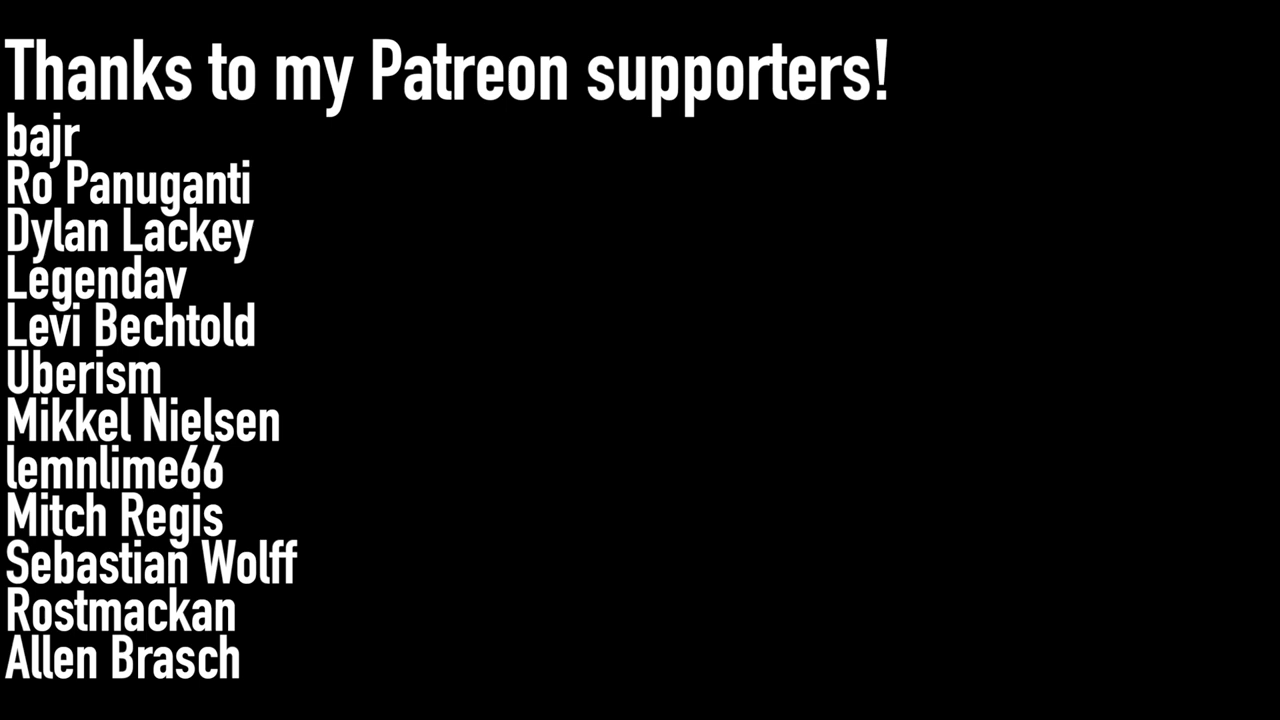 Thanks to my Patreon supporters!
bajr
Ro Panuganti
Dylan Lackey
Legendav
Levi Bechtold
Uberism
Mikkel Nielsen
lemnlime66
Mitch Regis
Sebastian Wolff
Rostmackan
Allen Brasch